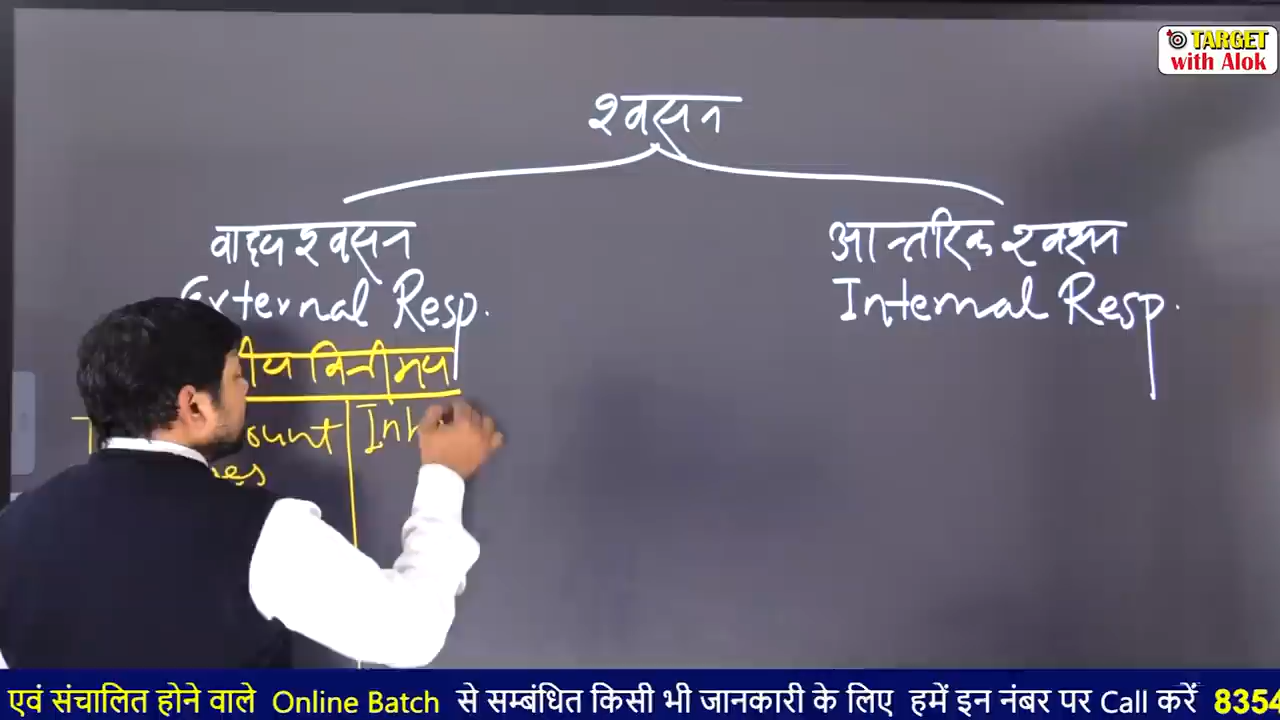 TARGET
with Alok
श्वसन
वाह्य श्वसन
External Resp.
आन्तरिक श्वसन
Internal Resp.
विनीमय
एवं संचालित होने वाले Online Batch से सम्बंधित किसी भी जानकारी के लिए हमें इन नंबर पर Call करें 8354